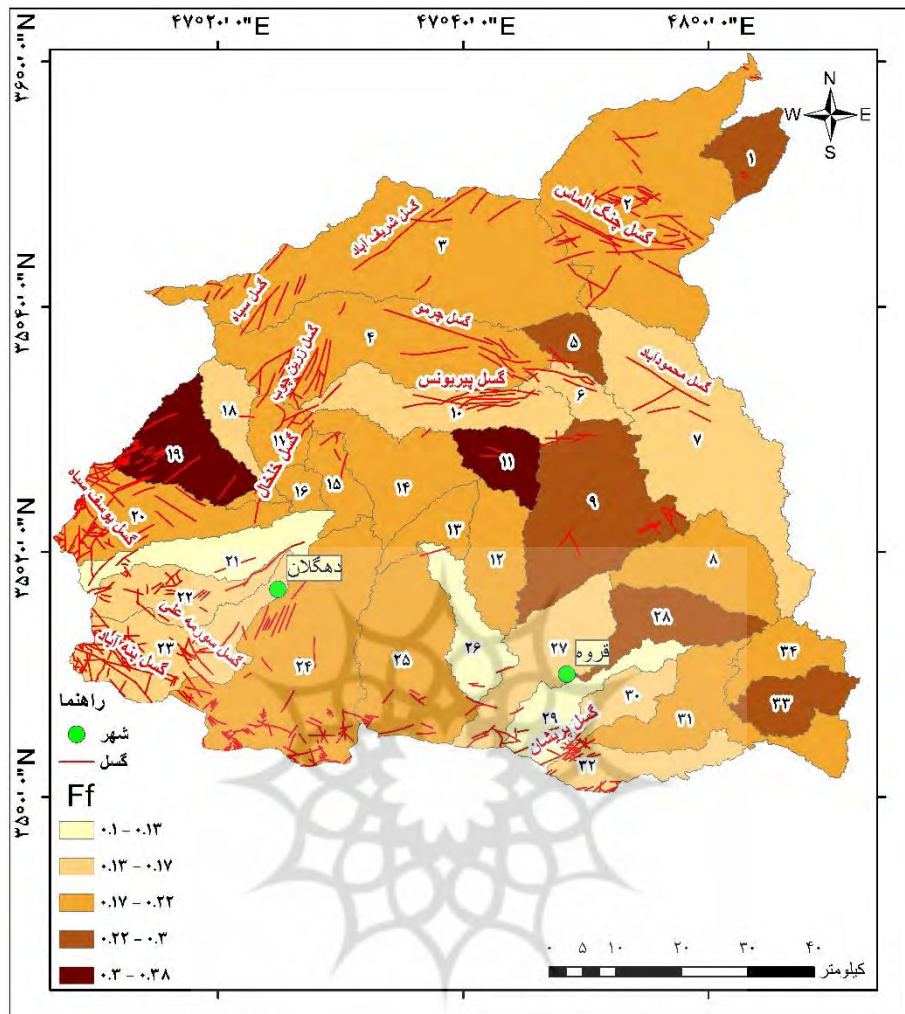 ۴۷°۲۰'۰"E
۴۷°۴۰'۰"E
۴۸°۰'۰"E
۳۶°۰'۰"N
۳۵°۴۰'۰"N
۳۵°۲۰'۰"N
۳۵°۰'۰"N
N
W E
S
۱
۲
گسل چنگ الماس
۳
گسل شریف آباد
گسل سیاه
گسل چرمو
۴
۵
گسل زرین چوب
گسل محمودآباد
گسل پیریونس
۶
۷
۱۰
۱۸
۱۷
گسل خلخال
۱۹
۱۱
۹
۱۶
۱۵
۱۴
گسل یوسف سیاه
۲۰
۱۳
۱۲
۸
۲۱
دهگلان
۲۲
گسل سورمه علی
۲۸
۲۳
۲۴
۲۵
۲۶
۲۷
قروه
۳۴
۳۰
۳۳
۲۹
گسل پریشان
۳۱
۳۲
راهنما
شهر
گسل
Ff
۰.۱ – ۰.۱۳
۰.۱۳ – ۰.۱۷
۰.۱۷ – ۰.۲۲
۰.۲۲ – ۰.۳
۰.۳ – ۰.۳۸
۰ ۵ ۱۰ ۲۰ ۳۰ ۴۰
کیلومتر